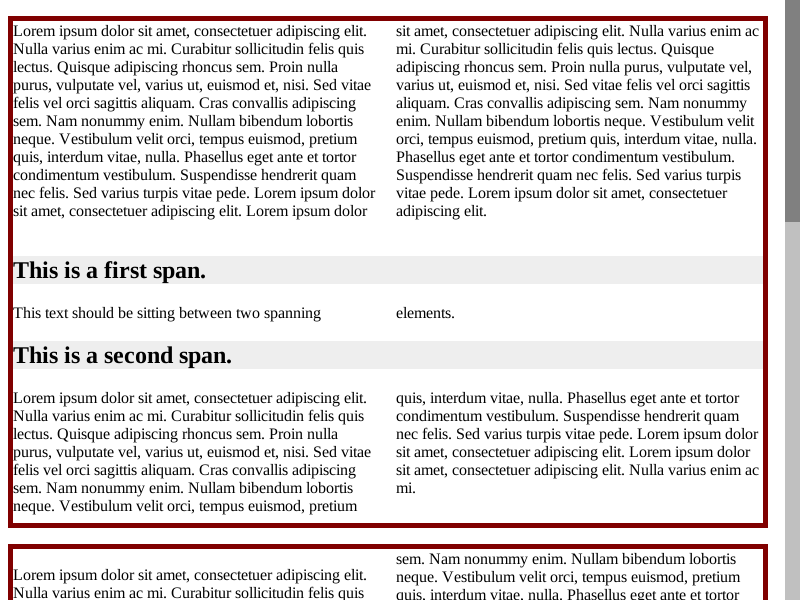 Lorem ipsum dolor sit amet, consectetuer adipiscing elit.
Nulla varius enim ac mi. Curabitur sollicitudin felis quis
lectus. Quisque adipiscing rhoncus sem. Proin nulla
purus, vulputate vel, varius ut, euismod et, nisi. Sed vitae
felis vel orci sagittis aliquam. Cras convallis adipiscing
sem. Nam nonummy enim. Nullam bibendum lobortis
neque. Vestibulum velit orci, tempus euismod, pretium
quis, interdum vitae, nulla. Phasellus eget ante et tortor
condimentum vestibulum. Suspendisse hendrerit quam
nec felis. Sed varius turpis vitae pede. Lorem ipsum dolor
sit amet, consectetuer adipiscing elit. Lorem ipsum dolor
sit amet, consectetuer adipiscing elit. Nulla varius enim ac
mi. Curabitur sollicitudin felis quis lectus. Quisque
adipiscing rhoncus sem. Proin nulla purus, vulputate vel,
varius ut, euismod et, nisi. Sed vitae felis vel orci sagittis
aliquam. Cras convallis adipiscing sem. Nam nonummy
enim. Nullam bibendum lobortis neque. Vestibulum velit
orci, tempus euismod, pretium quis, interdum vitae, nulla.
Phasellus eget ante et tortor condimentum vestibulum.
Suspendisse hendrerit quam nec felis. Sed varius turpis
vitae pede. Lorem ipsum dolor sit amet, consectetuer
adipiscing elit.
This is a first span.
This text should be sitting between two spanning
elements.
This is a second span.
Lorem ipsum dolor sit amet, consectetuer adipiscing elit.
Nulla varius enim ac mi. Curabitur sollicitudin felis quis
lectus. Quisque adipiscing rhoncus sem. Proin nulla
purus, vulputate vel, varius ut, euismod et, nisi. Sed vitae
felis vel orci sagittis aliquam. Cras convallis adipiscing
sem. Nam nonummy enim. Nullam bibendum lobortis
neque. Vestibulum velit orci, tempus euismod, pretium
quis, interdum vitae, nulla. Phasellus eget ante et tortor
condimentum vestibulum. Suspendisse hendrerit quam
nec felis. Sed varius turpis vitae pede. Lorem ipsum dolor
sit amet, consectetuer adipiscing elit. Lorem ipsum dolor
sit amet, consectetuer adipiscing elit. Nulla varius enim ac
mi.
Lorem ipsum dolor sit amet, consectetuer adipiscing elit.
Nulla varius enim ac mi. Curabitur sollicitudin felis quis
sem. Nam nonummy enim. Nullam bibendum lobortis
neque. Vestibulum velit orci, tempus euismod, pretium
quis, interdum vitae, nulla. Phasellus eget ante et tortor